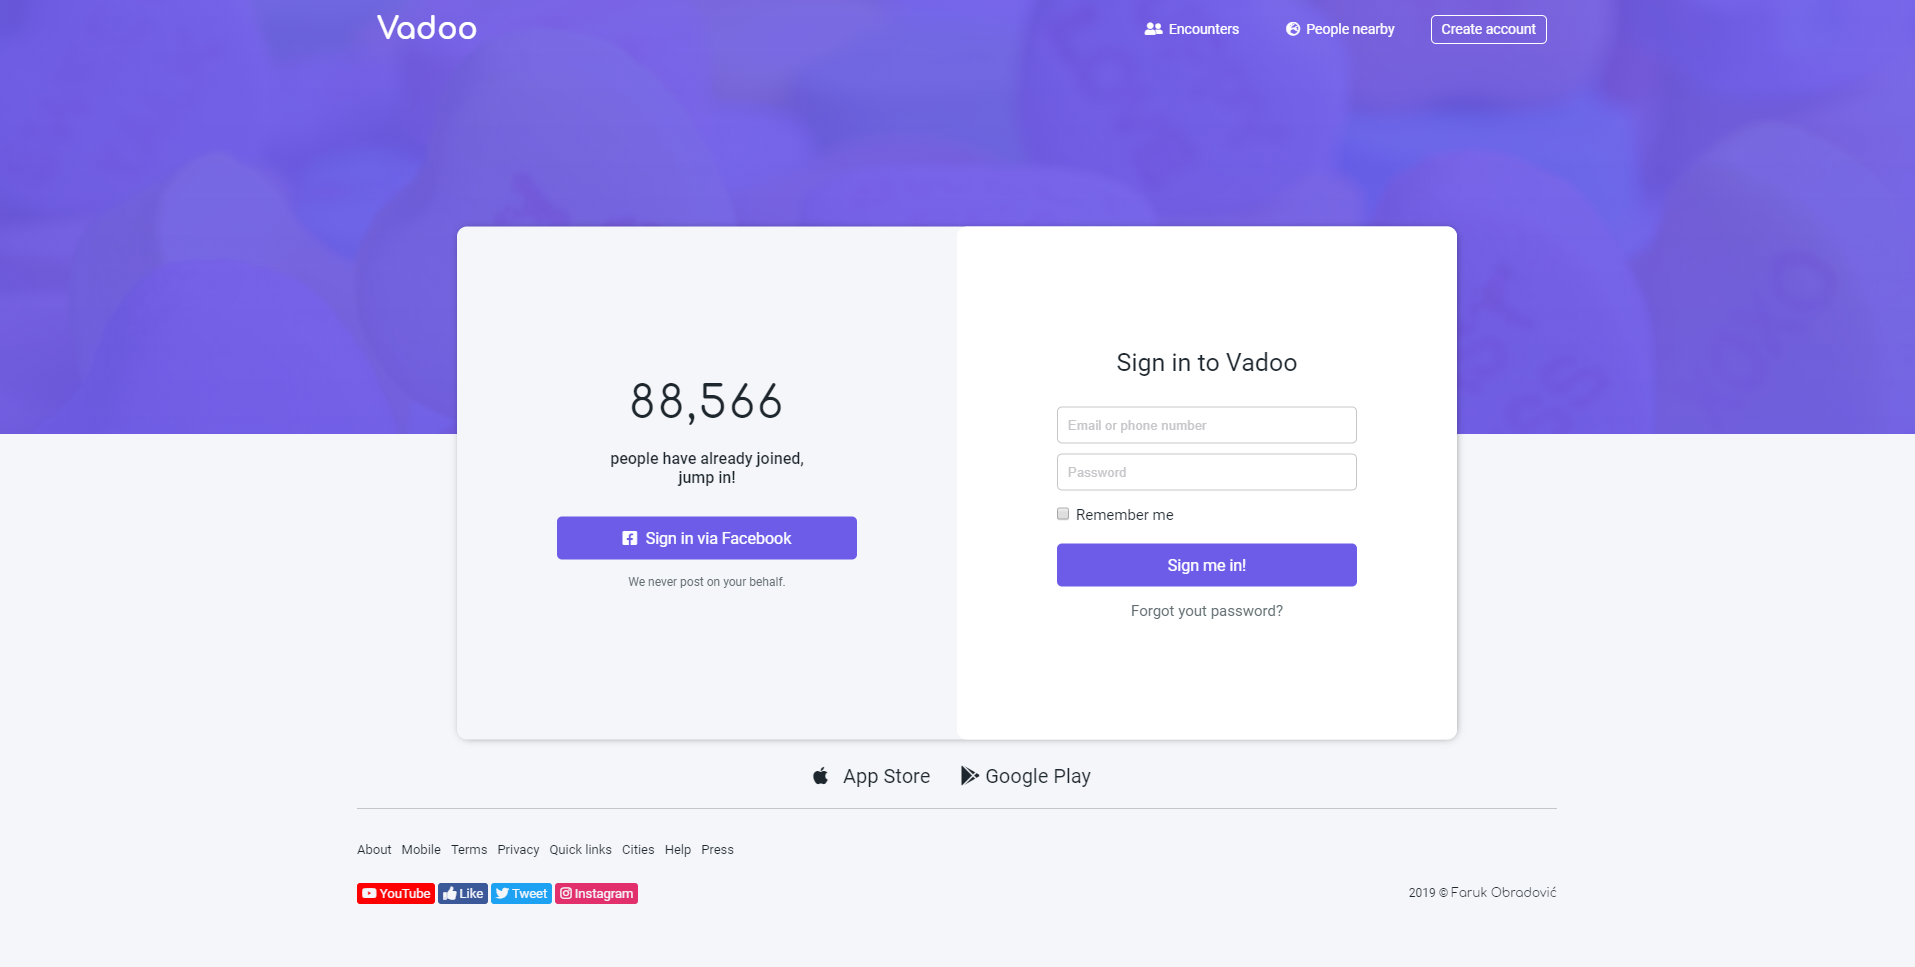 Vadoo
Encounters
People nearby
Create account
88,566
people have already joined,
jump in!
Sign in via Facebook
We never post on your behalf.
Sign in to Vadoo
Email or phone number
Password
Remember me
Sign me in!
Forgot yout password?
App Store
Google Play
About Mobile Terms Privacy Quick links Cities Help Press
YouTube Like Tweet Instagram
2019 © Faruk Obradović